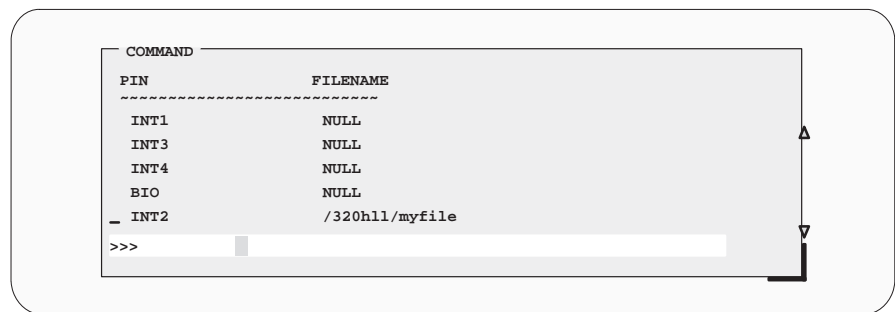 COMMAND
PIN FILENAME
~~~~~~~~~~~~~~~~~~~~~~~~~~~
INT1 NULL
INT3 NULL
INT4 NULL
BIO NULL
_ INT2 /320hll/myfile
>>>